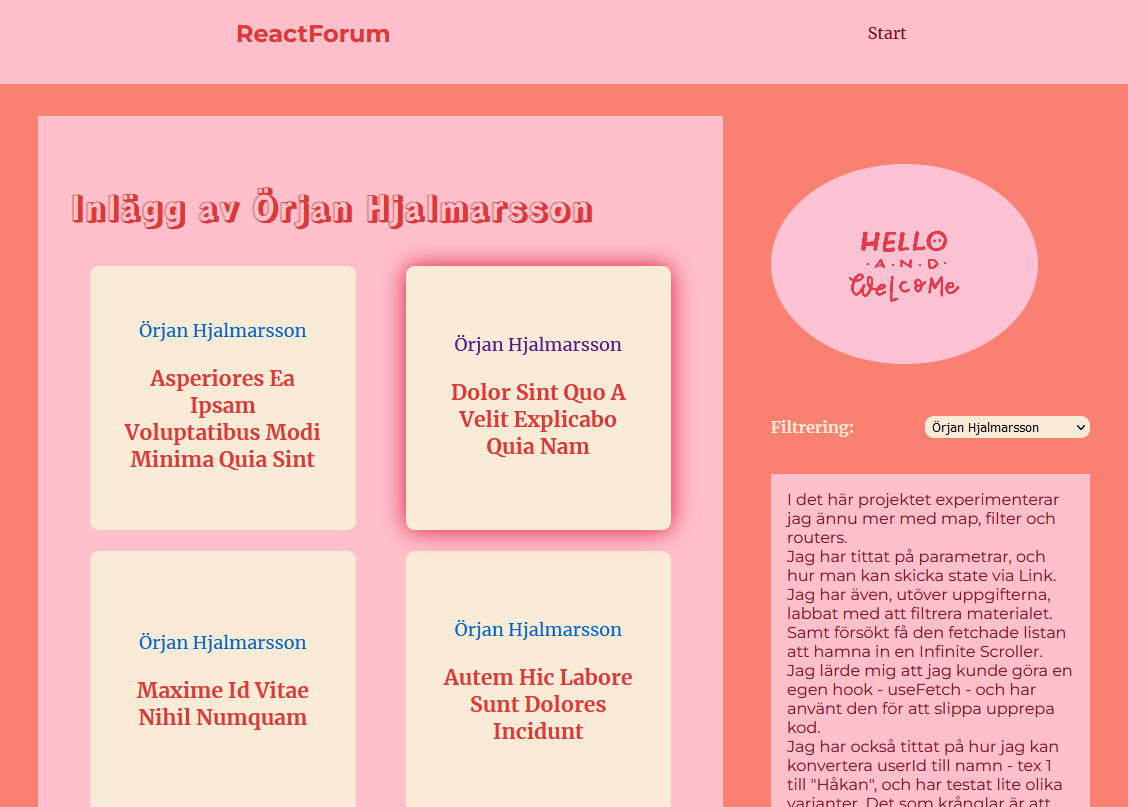 ReactForum
Start
Inlägg av Örjan Hjalmarsson
Örjan Hjalmarsson
Asperiores Ea
Ipsam
Voluptatibus Modi
Minima Quia Sint
Örjan Hjalmarsson
Dolor Sint Quo A
Velit Explicabo
Quia Nam
Örjan Hjalmarsson
Maxime Id Vitae
Nihil Numquam
Örjan Hjalmarsson
Autem Hic Labore
Sunt Dolores
Incidunt
HELLO
·A·N·D·
WeLcoMe
Filtrering:
Örjan Hjalmarsson
I det här projektet experimenterar
jag ännu mer med map, filter och
routers.
Jag har tittat på parametrar, och
hur man kan skicka state via Link.
Jag har även, utöver uppgifterna,
labbat med att filtrera materialet.
Samt försökt få den fetchade listan
att hamna in en Infinite Scroller.
Jag lärde mig att jag kunde göra en
egen hook - useFetch - och har
använt den för att slippa upprepa
kod.
Jag har också tittat på hur jag kan
konvertera userId till namn - tex 1
till "Håkan", och har testat lite olika
varianter. Det som krånglar är att